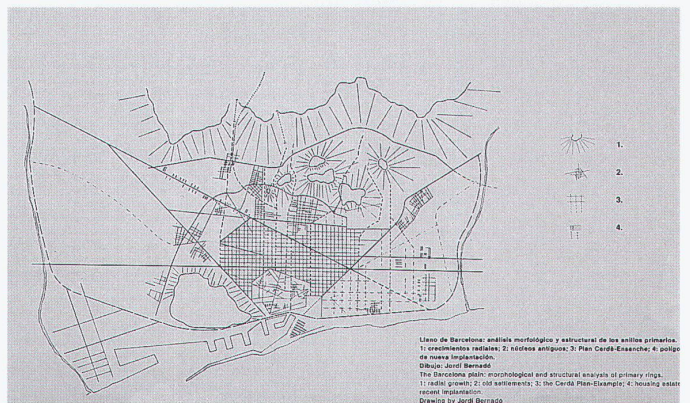 1.
2.
3.
4.
Llano de Barcelona: análisis morfológico y estructural de los anillos primarios.
1: crecimientos radiales; 2: núcleos antiguos; 3: Plan Cerdà-Ensanche; 4: polígo
de nueva implantación.
Dibujo: Jordi Bernadó
The Barcelona plain: morphological and structural analysis of primary rings.
1: radial growth; 2: old settlements; 3: the Cerdà Plan-Eixample; 4: housing estate
recent implantation.
Drawing by Jordi Bernadó